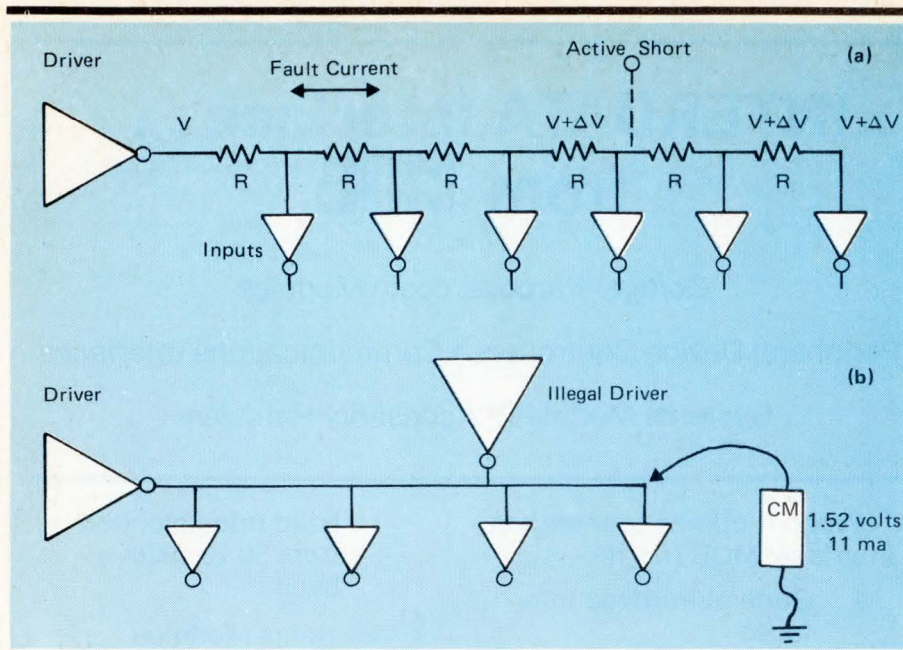 Driver
Fault Current
Active Short
(a)
V
V+ΔV
V+ΔV
V+ΔV
R
R
R
R
R
R
Inputs
(b)
Driver
Illegal Driver
CM
1.52 volts
11 ma